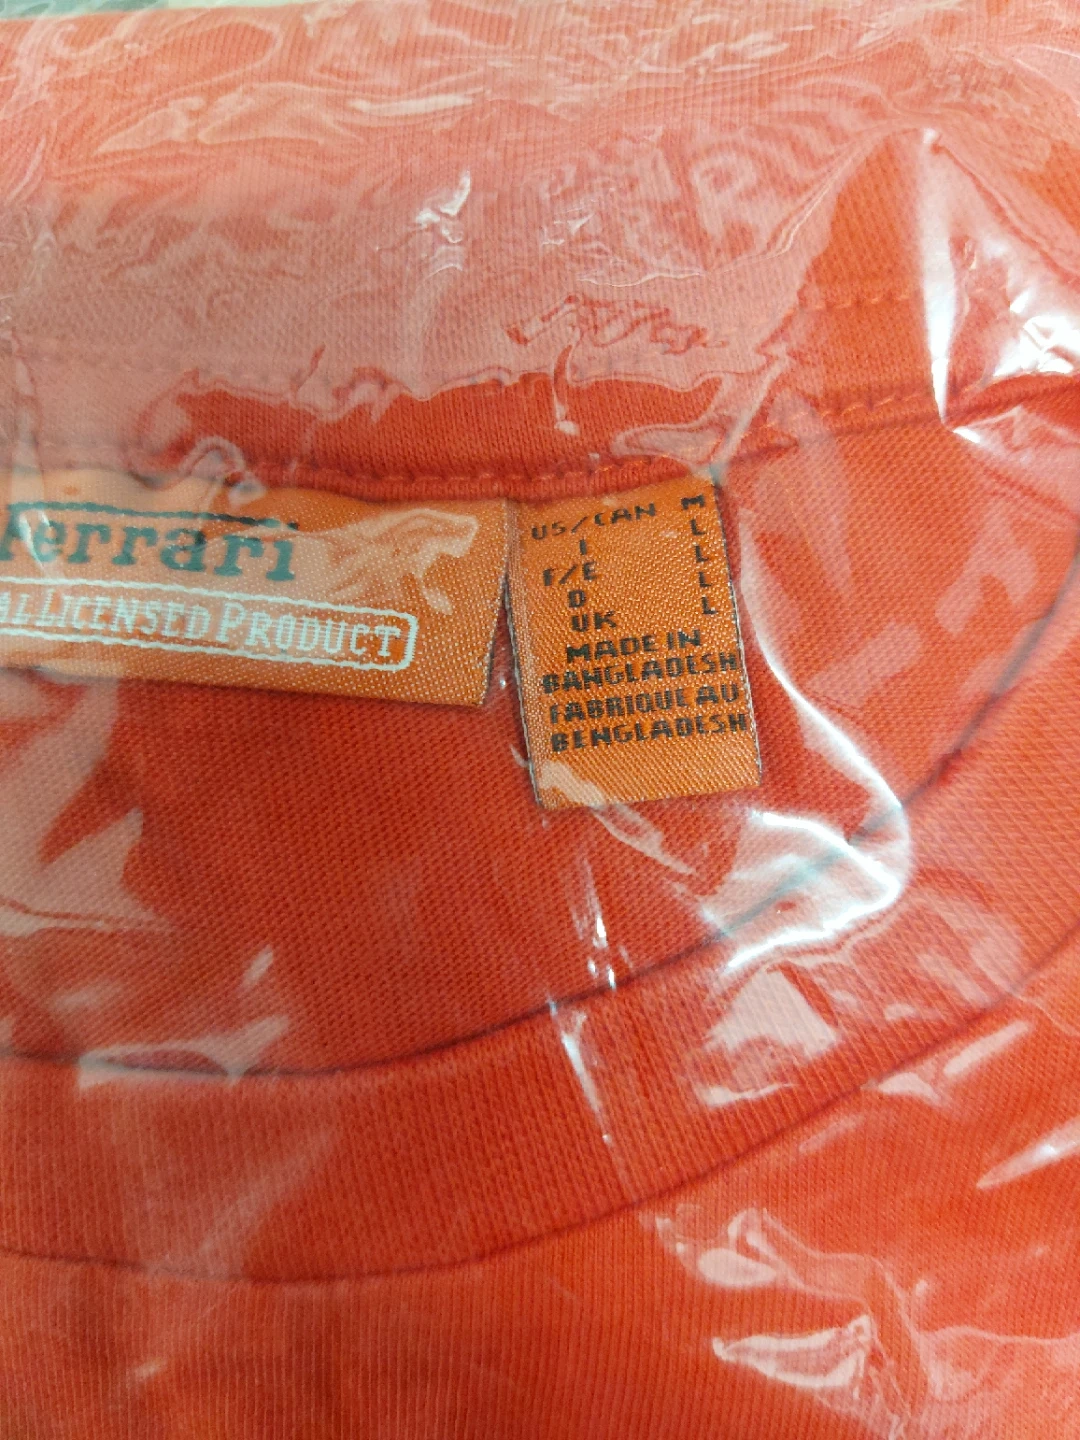 Ferrari
AL LICENSED PRODUCT
US/CAN M
I L
F/E L
D L
UK L
MADE IN
BANGLADESH
FABRIQUE AU
BENGLADESH